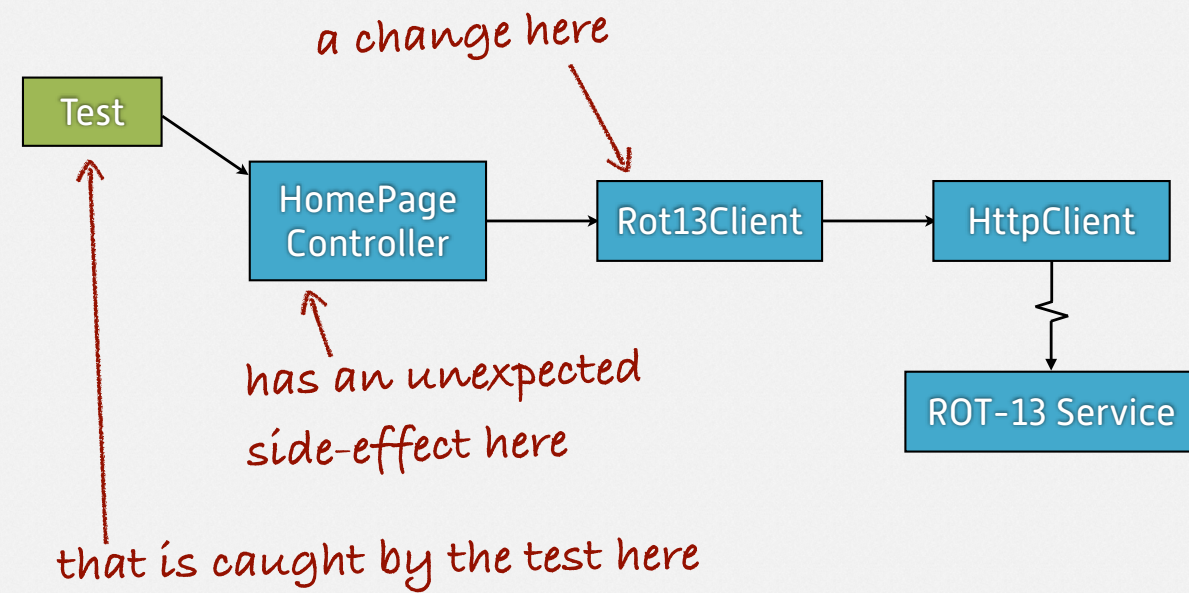 a change here
Test
HomePage
Controller
Rot13Client
HttpClient
has an unexpected
side-effect here
ROT-13 Service
that is caught by the test here